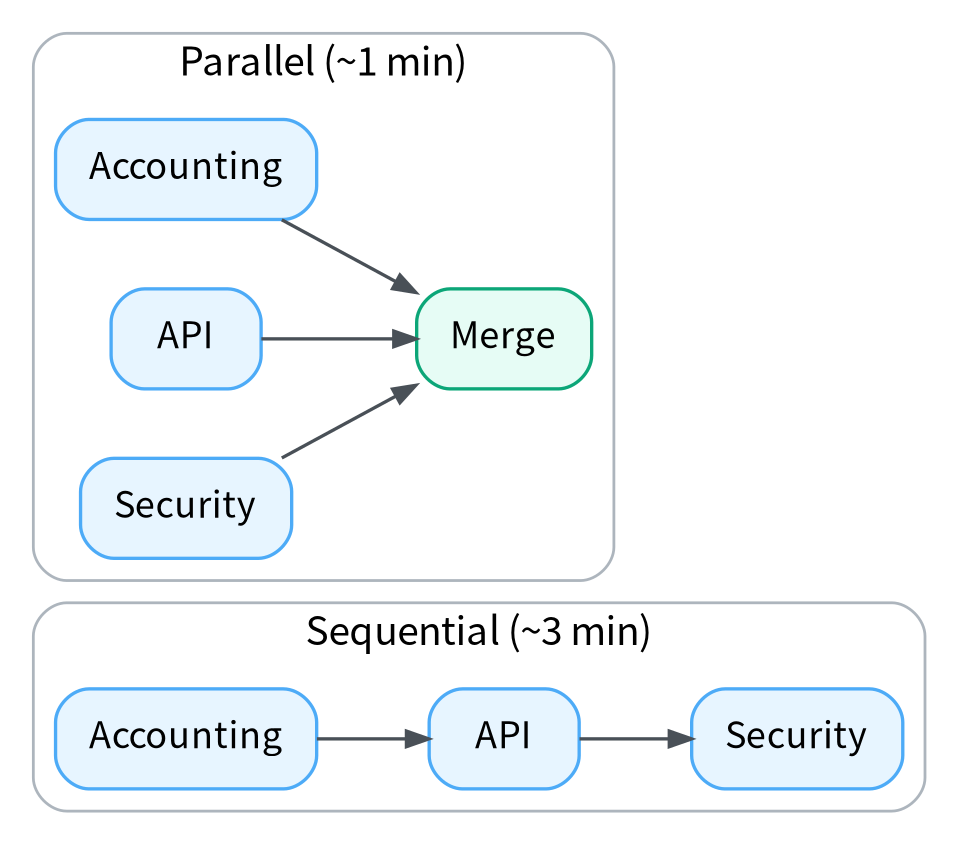 Parallel (~1 min)
Accounting
API
Merge
Security
Sequential (~3 min)
Accounting
API
Security